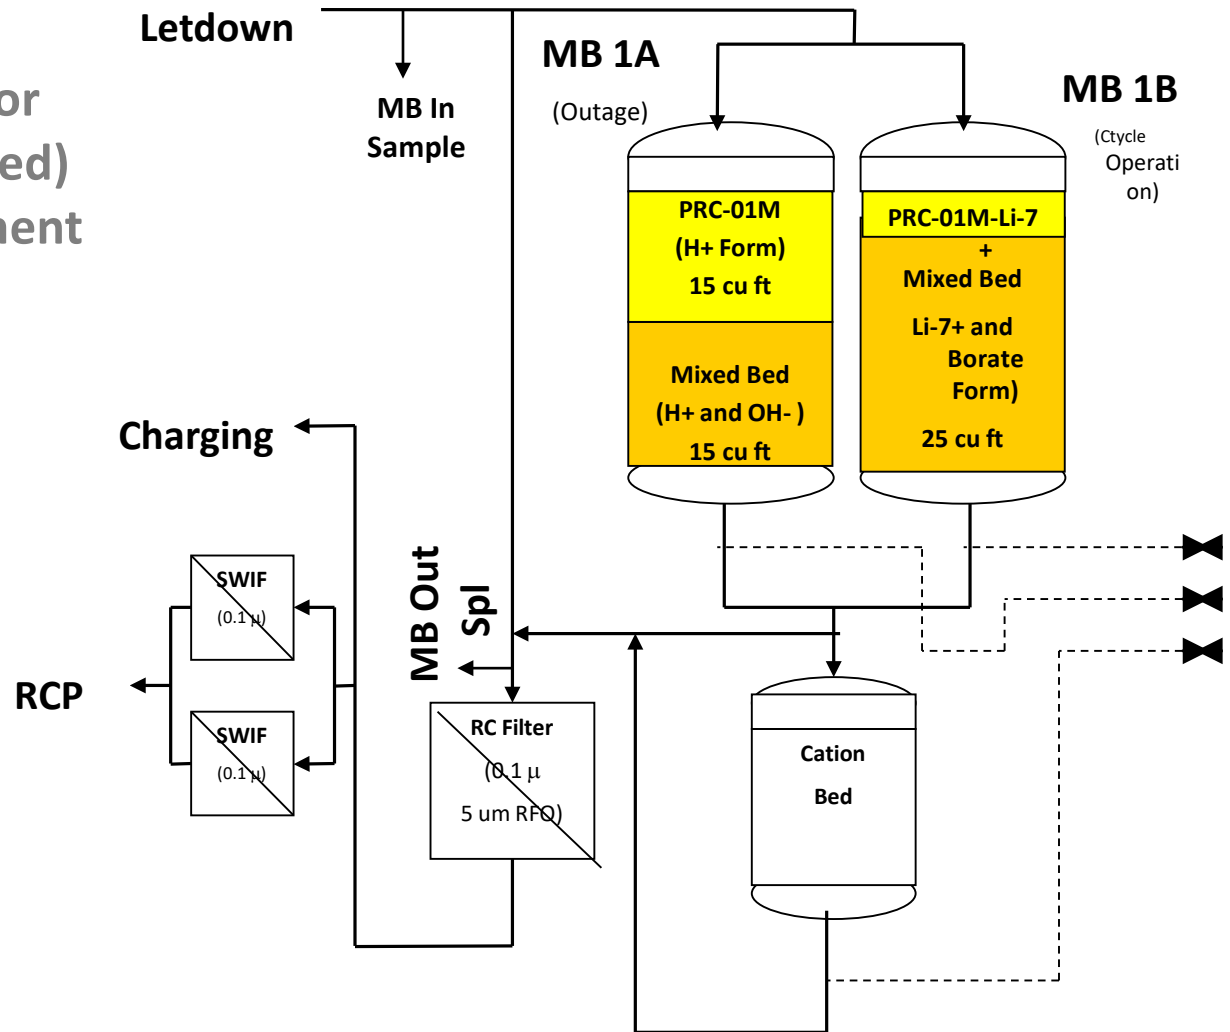 Letdown
or
ed)
nent
MB In
Sample
MB 1A
(Outage)
MB 1B
(Ctycle
Operati
on)
PRC-01M
(H+ Form)
15 cu ft
Mixed Bed
(H+ and OH- )
15 cu ft
PRC-01M-Li-7
+
Mixed Bed
Li-7+ and
Borate
Form)
25 cu ft
Charging
SWIF
(0.1 µ)
RCP
SWIF
(0.1 µ)
MB Out
Spl
RC Filter
(0.1 µ
5 um RFO)
Cation
Bed